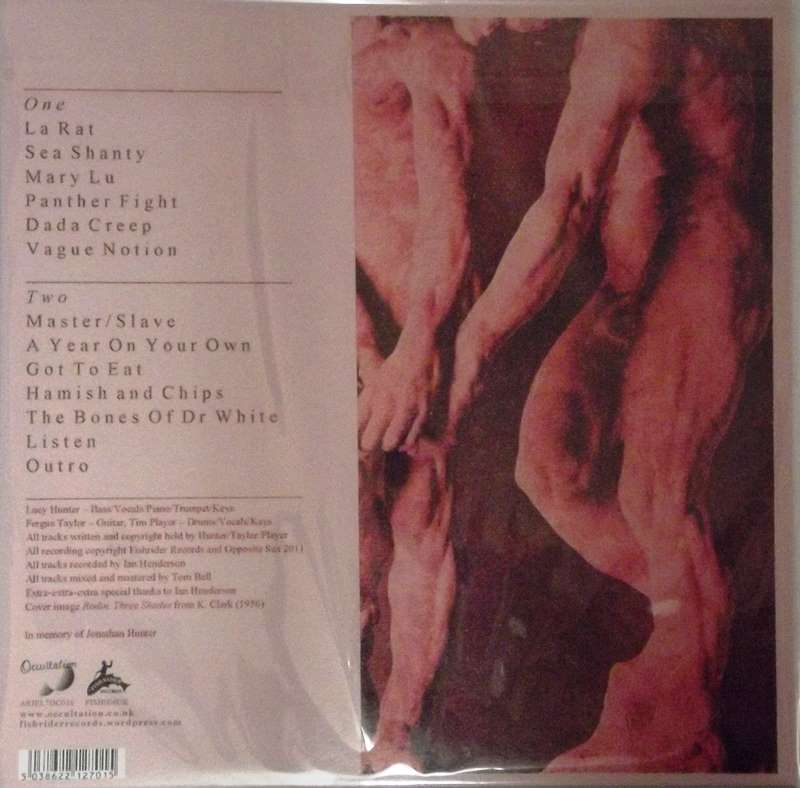 One
La Rat
Sea Shanty
Mary Lu
Panther Fight
Dada Creep
Vague Notion
Two
Master/Slave
A Year On Your Own
Got To Eat
Hamish and Chips
The Bones Of Dr White
Listen
Outro
Lucy Hunter – Bass/Vocals/Piano/Trumpet/Keys
Fergus Taylor – Guitar, Tim Player – Drums/Vocals/Keys
All tracks written and copyright held by Hunter/Taylor/Player
All recording copyright Fishrider Records and Opposite Sex 2011
All tracks recorded by Ian Henderson
All tracks mixed and mastered by Tom Bell
Extra-extra-extra special thanks to Ian Henderson
Cover image Rodin. Three Shades from K. Clark (1956)
In memory of Jonathan Hunter
Occultation
FISHRIDER
RECORDS
www.occultation.co.uk
fishriderrecords.wordpress.com
5 038622 127015